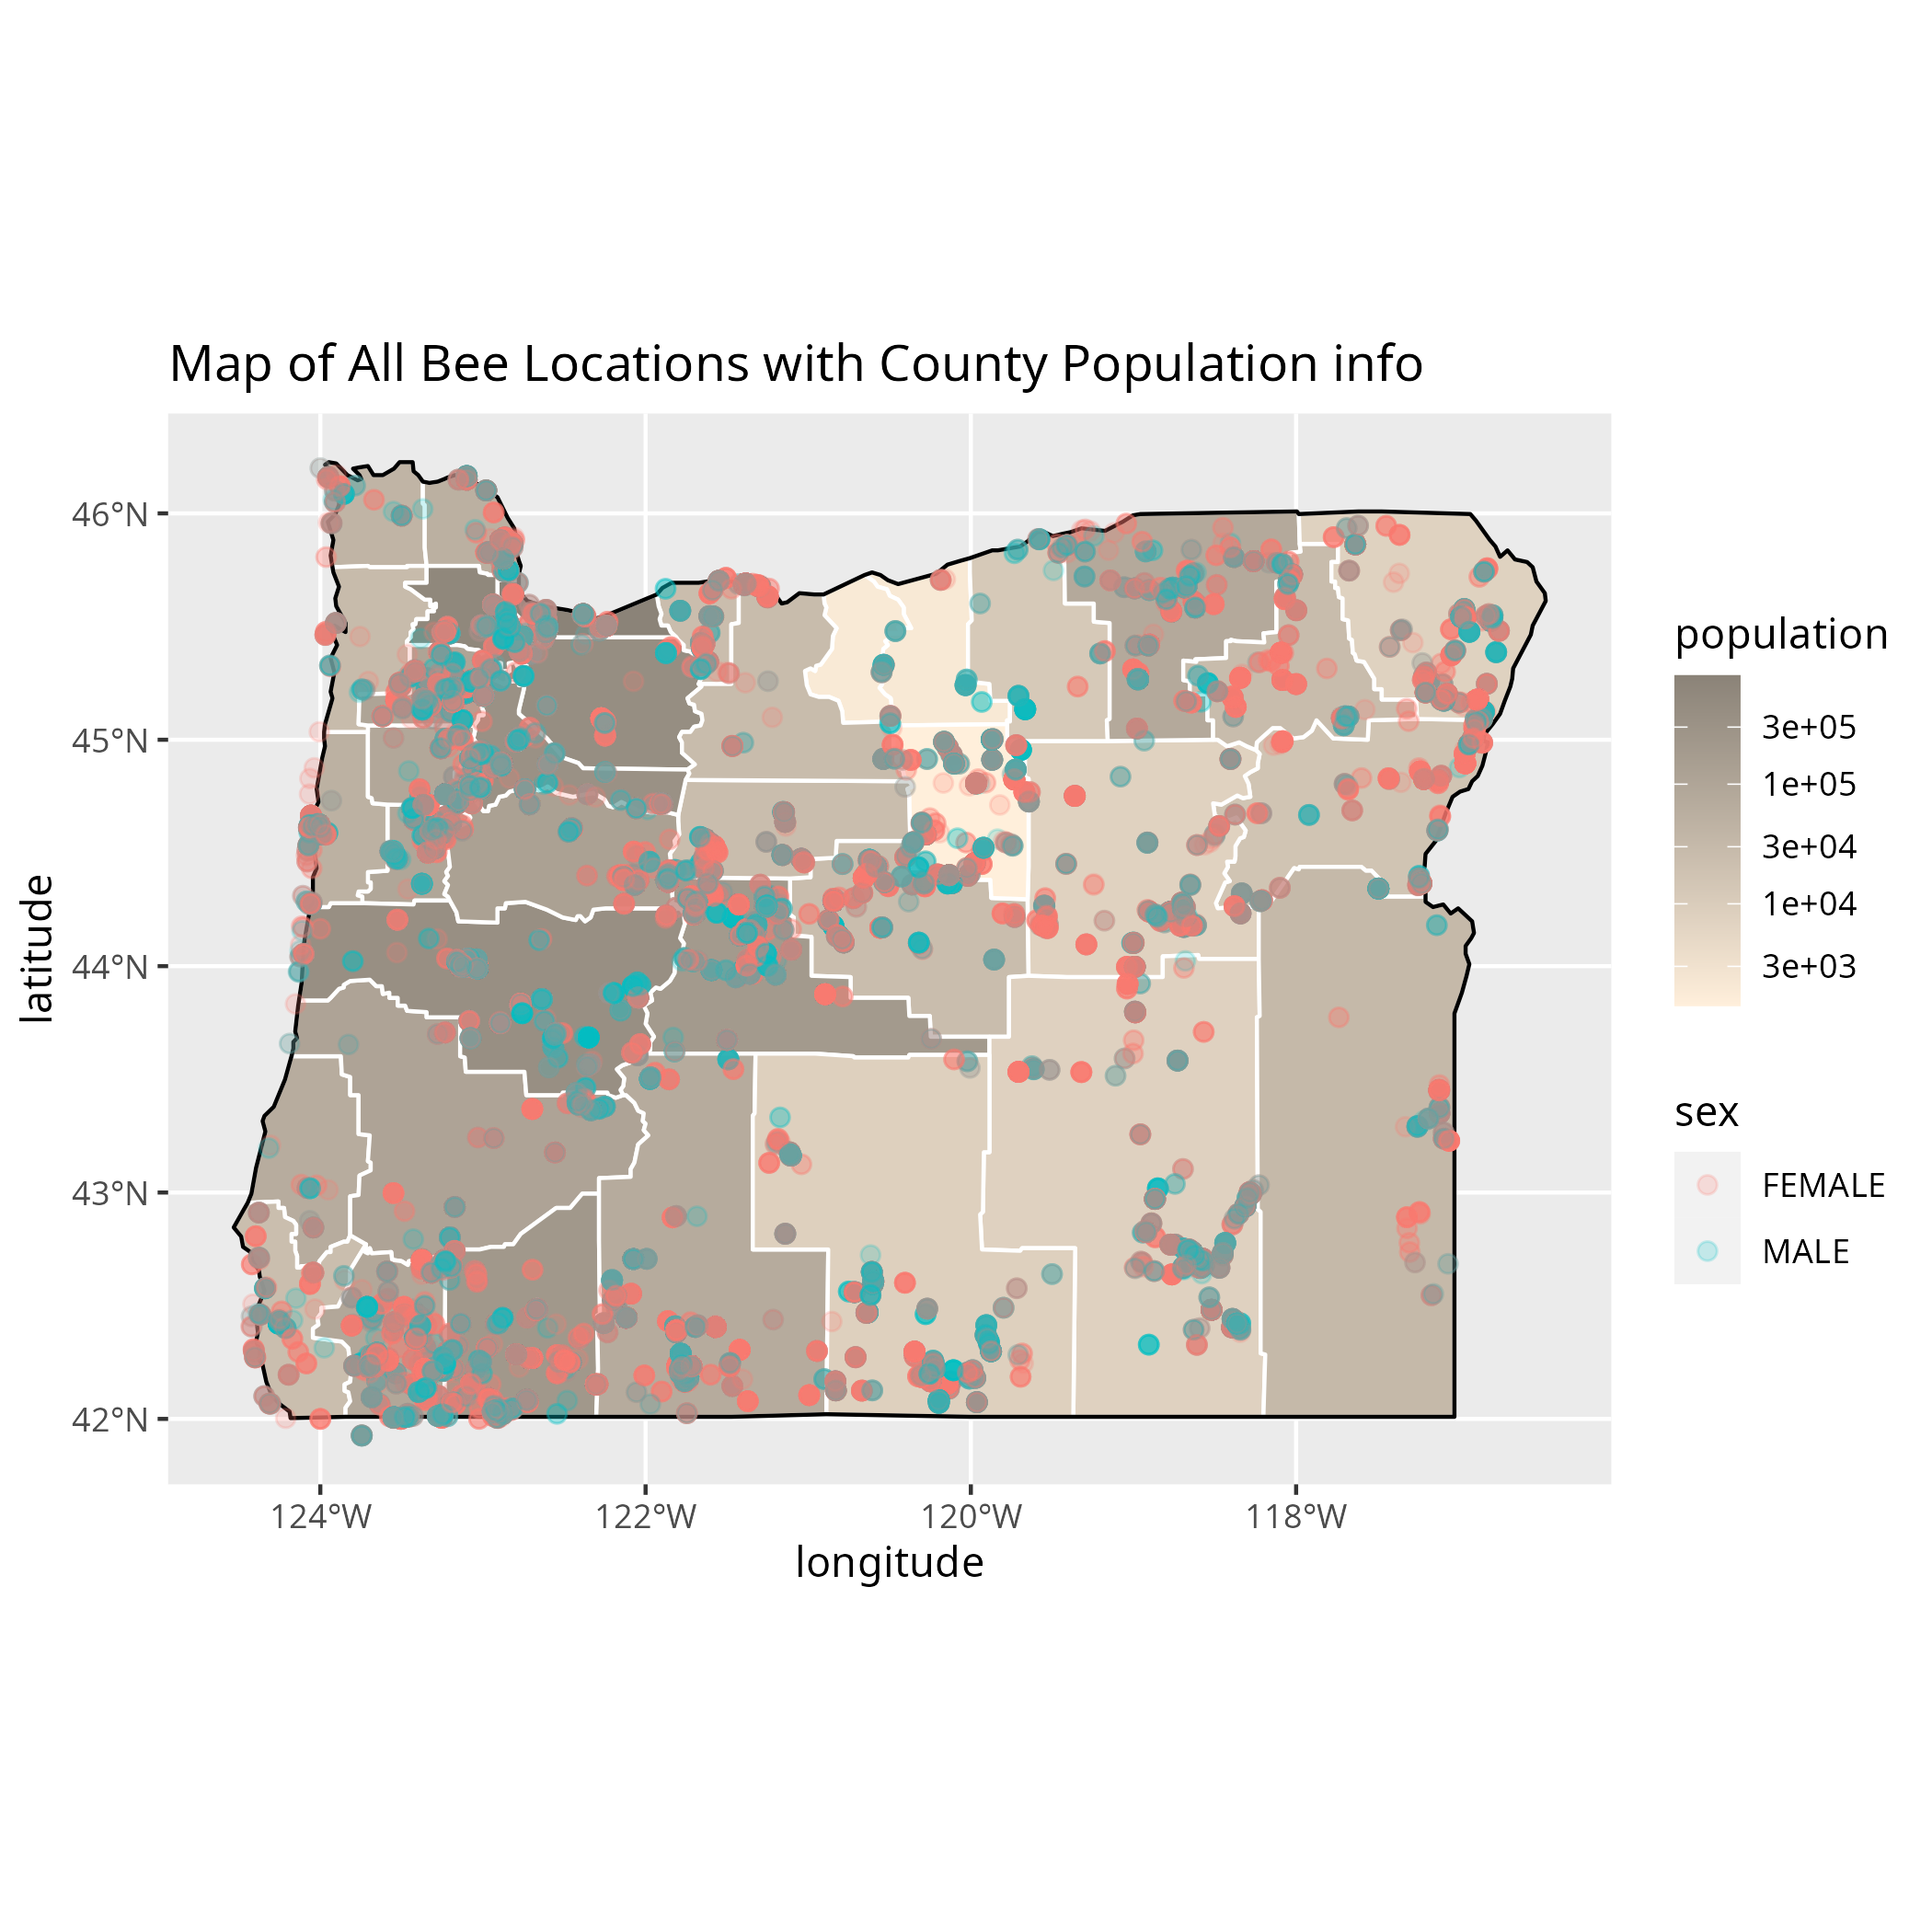 Map of All Bee Locations with County Population info
latitude
46°N
45°N
44°N
43°N
42°N
124°W
122°W
120°W
118°W
longitude
population
3e+05
1e+05
3e+04
1e+04
3e+03
sex
FEMALE
MALE